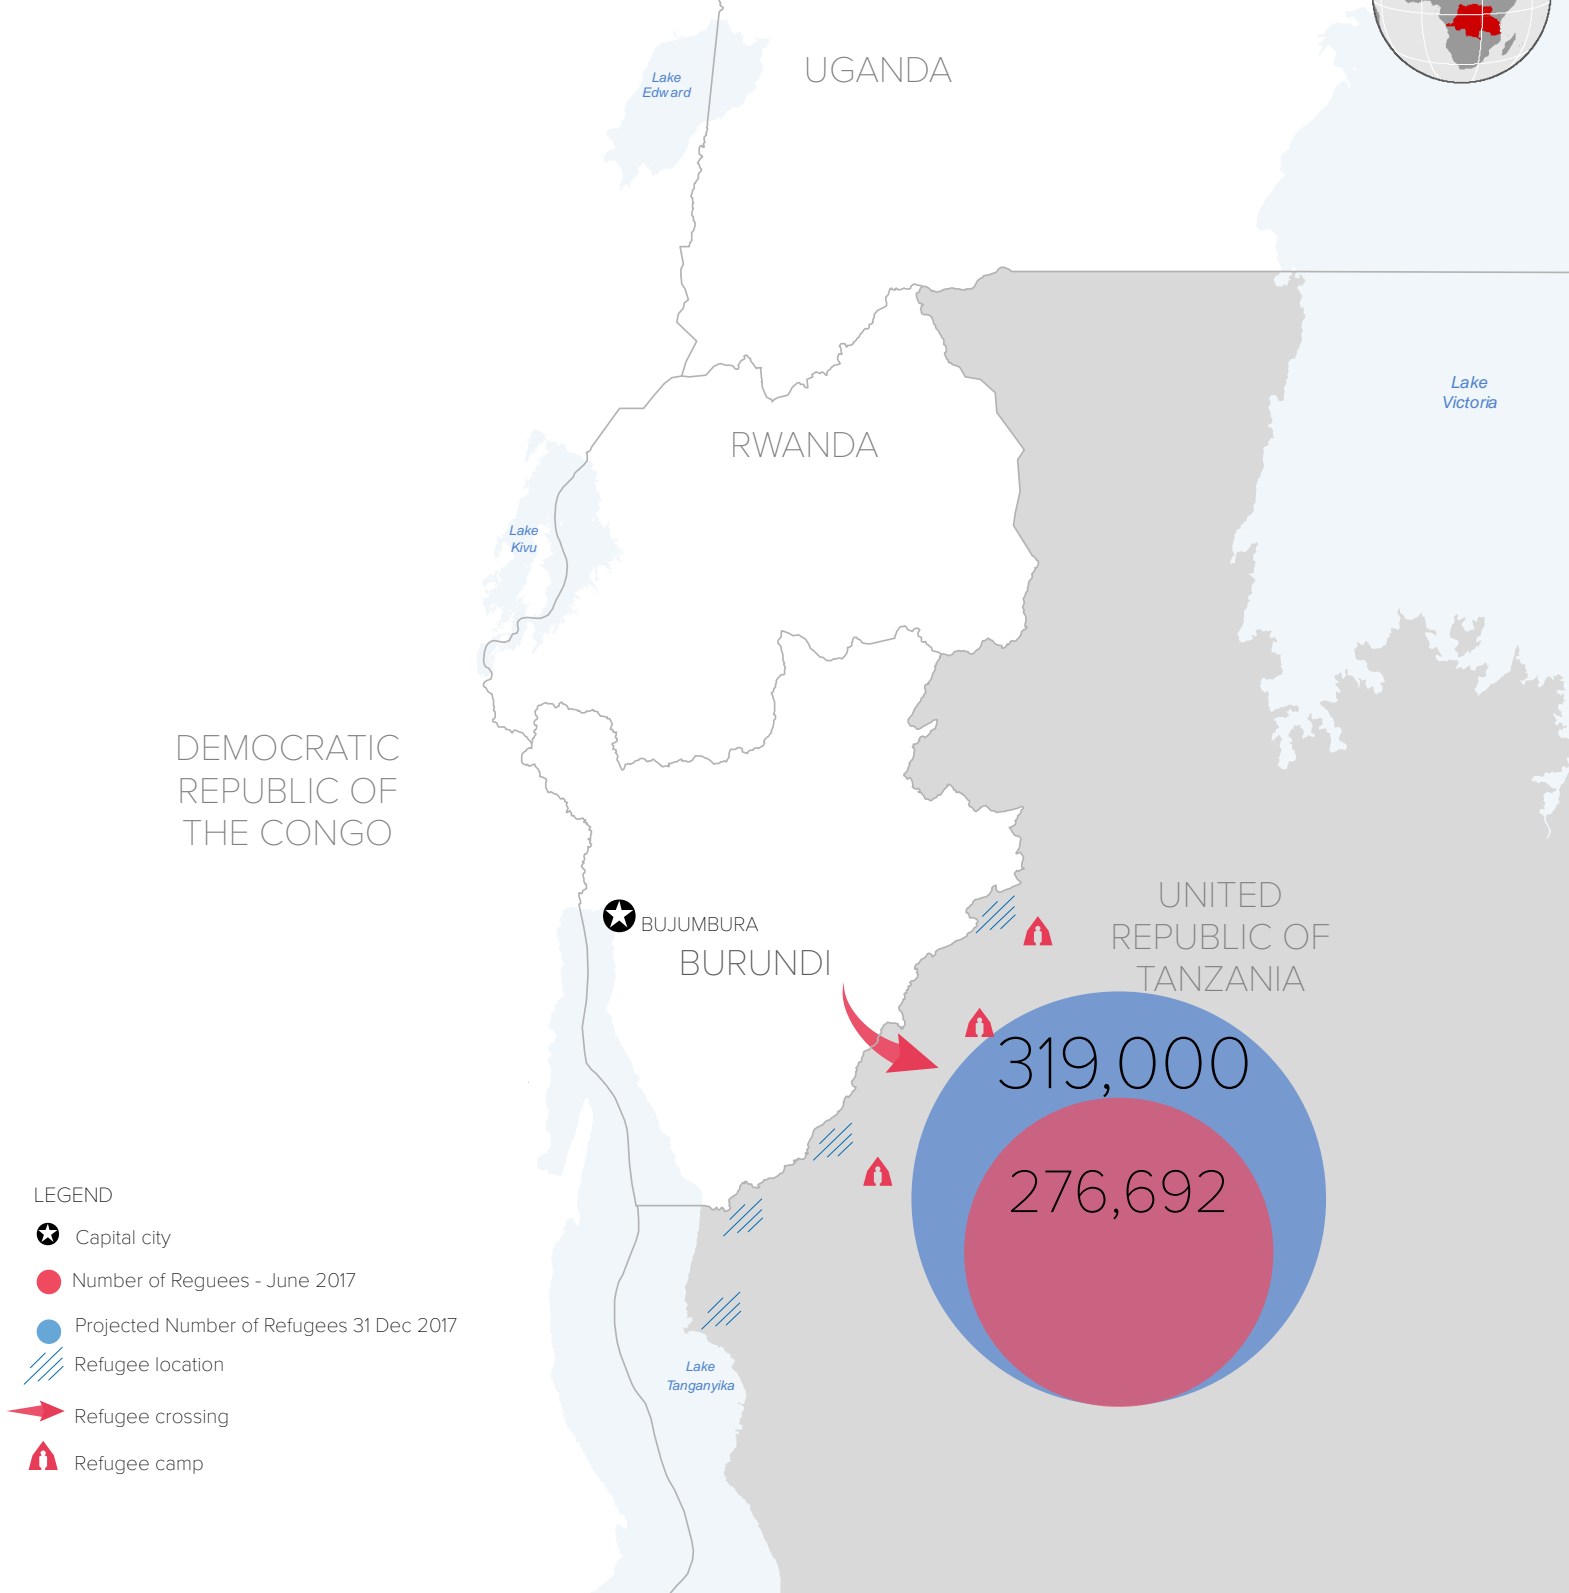 UGANDA
Lake
Edward
Lake
Victoria
RWANDA
Lake
Kivu
DEMOCRATIC
REPUBLIC OF
THE CONGO
UNITED
REPUBLIC OF
TANZANIA
BUJUMBURA
BURUNDI
319,000
276,692
Lake
Tanganyika
LEGEND
Capital city
Number of Reguees - June 2017
Projected Number of Refugees 31 Dec 2017
Refugee location
Refugee crossing
Refugee camp